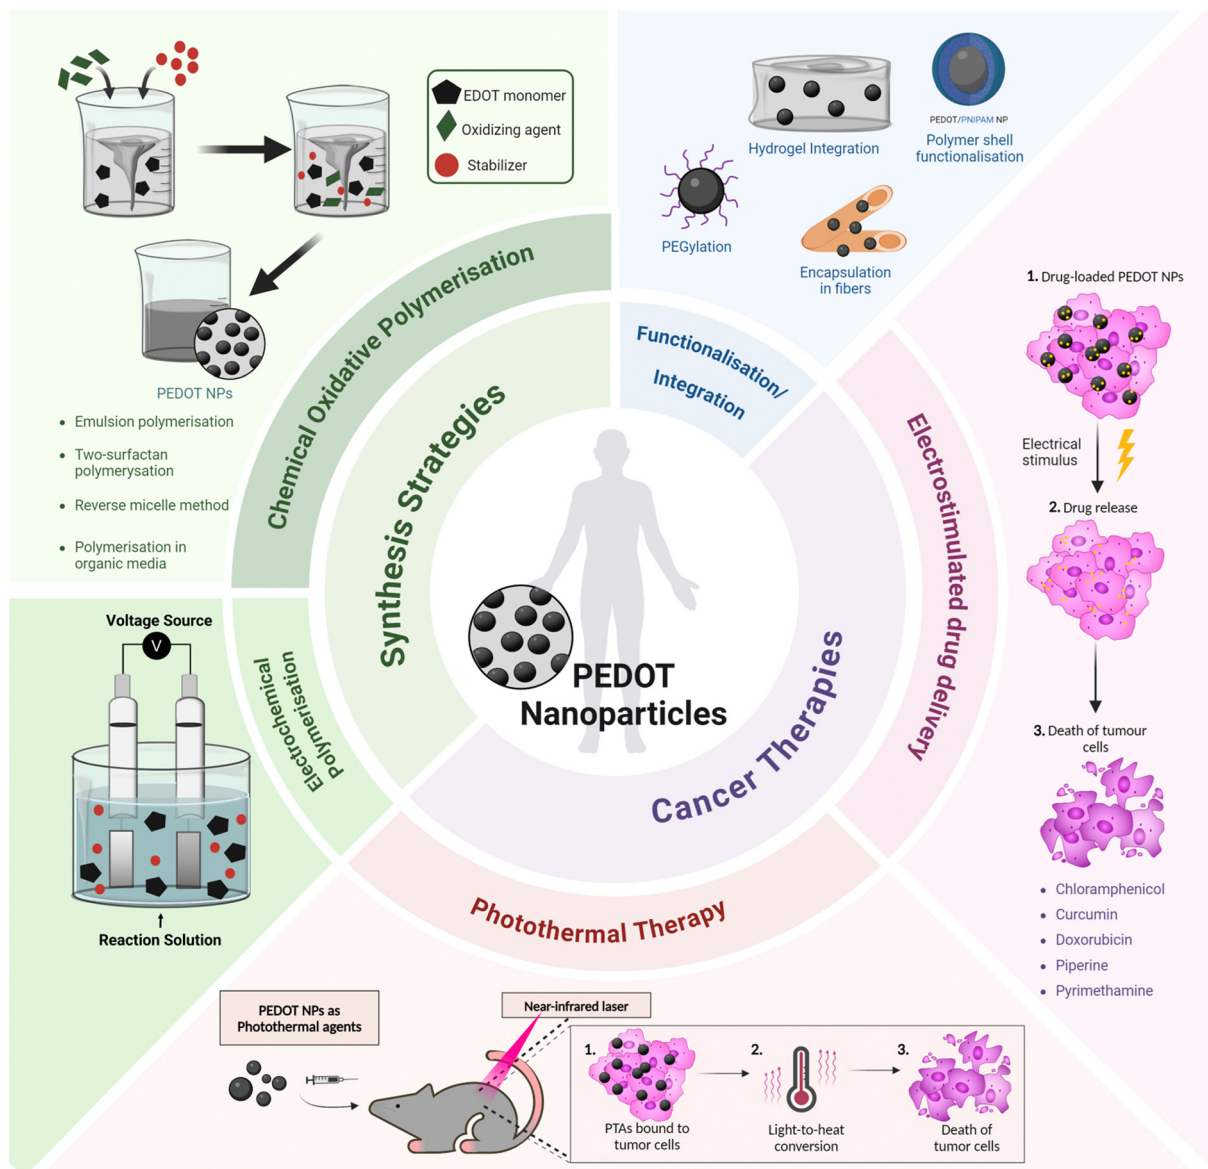 EDOT monomer
Oxidizing agent
Stabilizer
PEDOT NPs
• Emulsion polymerisation
• Two-surfactan
polymerysation
• Reverse micelle method
• Polymerisation in
organic media
Chemical Oxidative Polymerisation
Synthesis Strategies
Electrochemical
Polymerisation
Voltage Source
V
Reaction Solution
Hydrogel Integration
PEDOT/PNIPAM NP
Polymer shell
functionalisation
PEGylation
Encapsulation
in fibers
Functionalisation/
Integration
PEDOT
Nanoparticles
Cancer Therapies
Electrostimulated drug delivery
1. Drug-loaded PEDOT NPs
Electrical
stimulus
2. Drug release
3. Death of tumour
cells
• Chloramphenicol
• Curcumin
• Doxorubicin
• Piperine
• Pyrimethamine
Photothermal Therapy
PEDOT NPs as
Photothermal agents
Near-infrared laser
1.
PTAs bound to
tumor cells
2.
Light-to-heat
conversion
3.
Death of
tumor cells